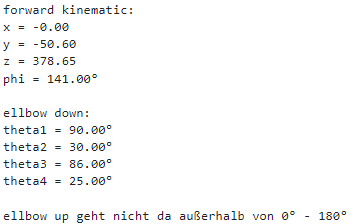 forward kinematic:
x = -0.00
y = -50.60
z = 378.65
phi = 141.00°
ellbow down:
theta1 = 90.00°
theta2 = 30.00°
theta3 = 86.00°
theta4 = 25.00°
ellbow up geht nicht da außerhalb von 0° - 180°